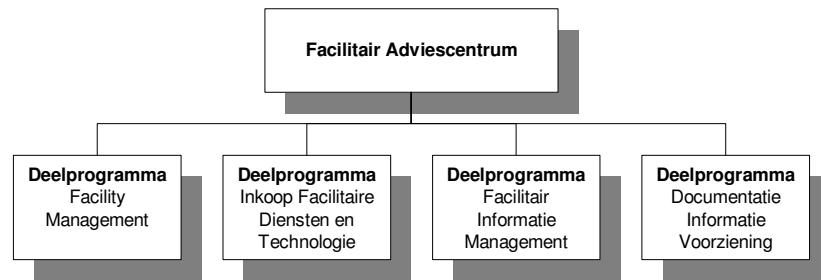 Facilitair Adviescentrum
Deelprogramma
Facility
Management
Deelprogramma
Inkoop Facilitaire
Diensten en
Technologie
Deelprogramma
Facilitair
Informatie
Management
Deelprogramma
Documentatie
Informatie
Voorziening